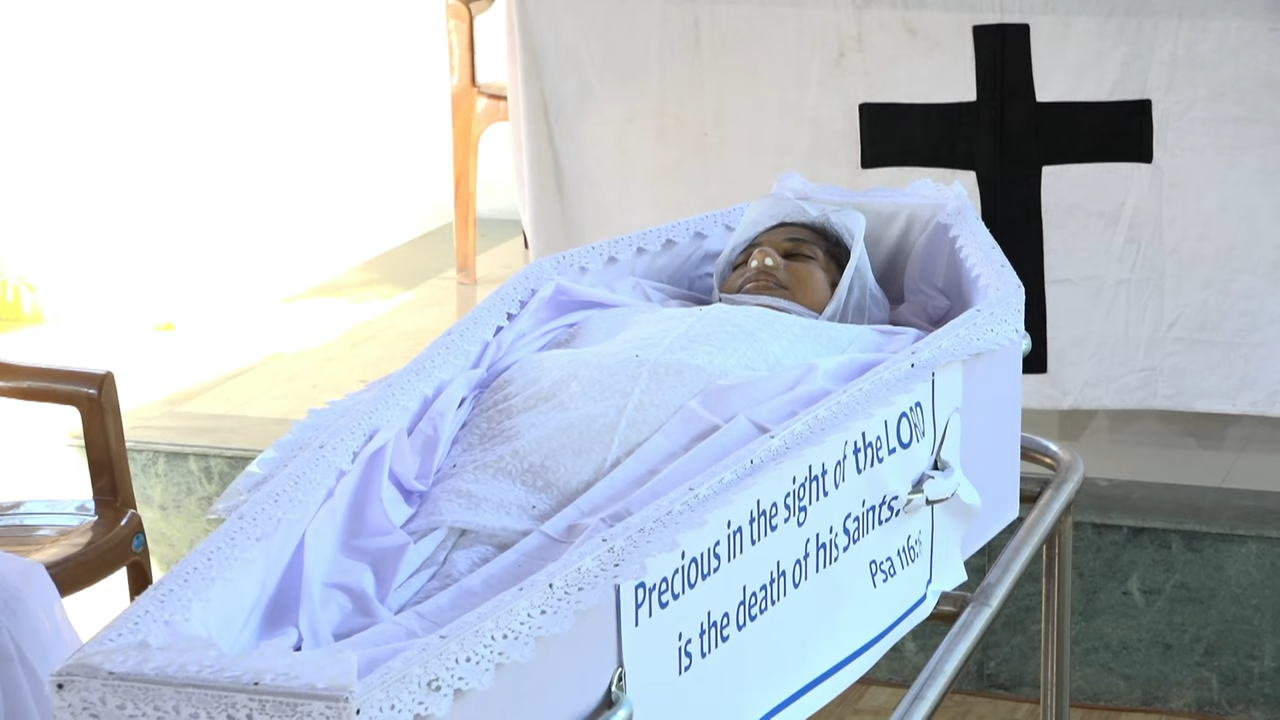 Precious in the sight of the LORD
is the death of his Saints.
Psa 116: